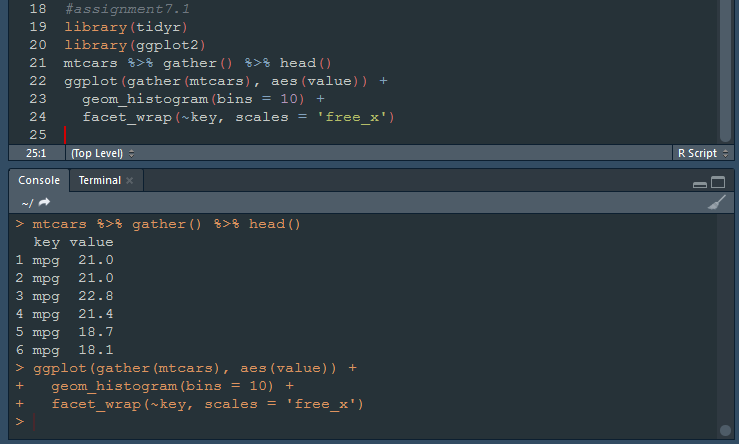 18 #assignment7.1
19 library(tidyr)
20 library(ggplot2)
21 mtcars %>% gather() %>% head()
22 ggplot(gather(mtcars), aes(value)) +
23   geom_histogram(bins = 10) +
24   facet_wrap(~key, scales = 'free_x')
25
25:1 (Top Level) R Script
Console Terminal
~/
> mtcars %>% gather() %>% head()
  key value
1 mpg  21.0
2 mpg  21.0
3 mpg  22.8
4 mpg  21.4
5 mpg  18.7
6 mpg  18.1
> ggplot(gather(mtcars), aes(value)) +
+   geom_histogram(bins = 10) +
+   facet_wrap(~key, scales = 'free_x')
>